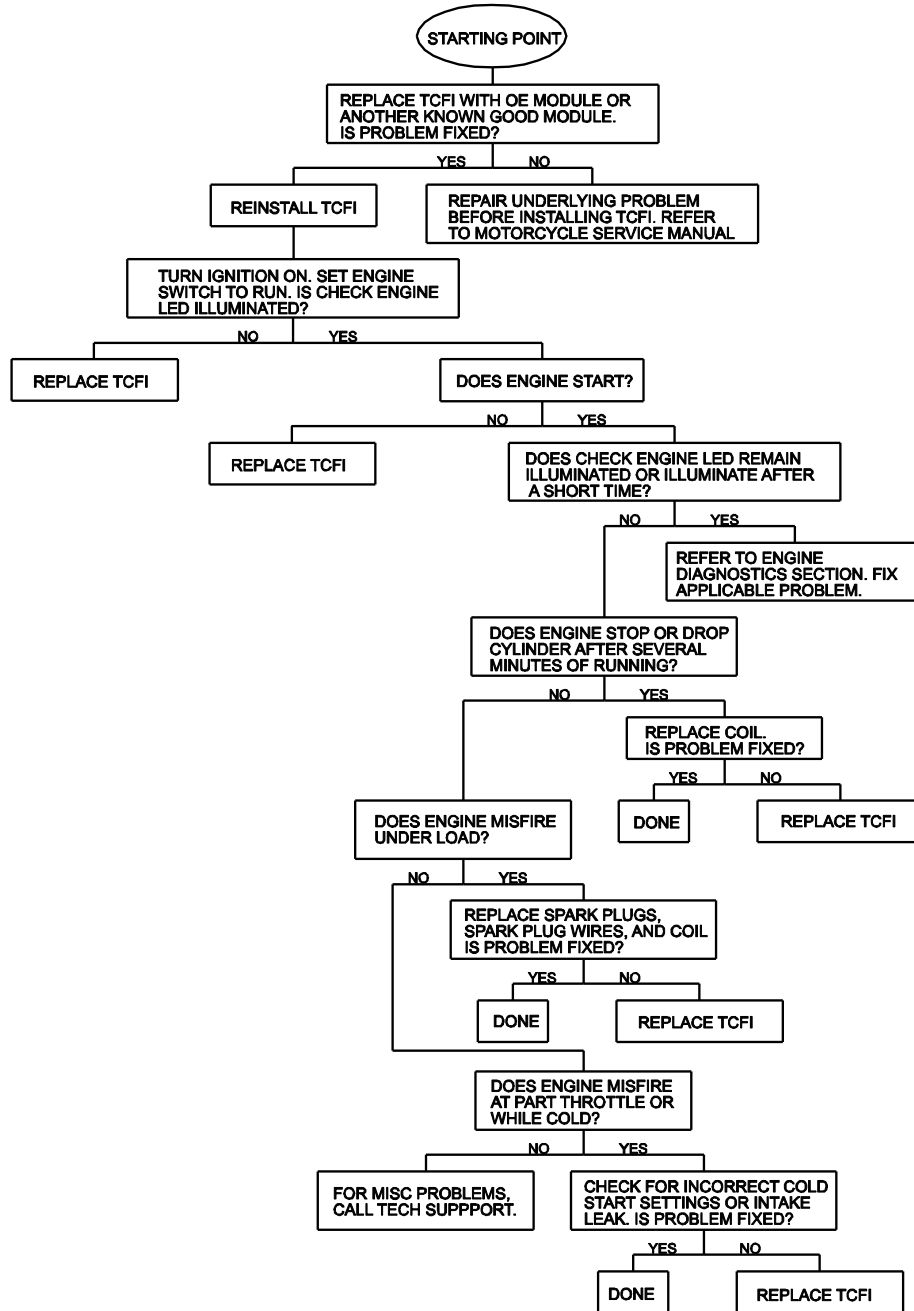 STARTING POINT
REPLACE TCFI WITH OE MODULE OR
ANOTHER KNOWN GOOD MODULE.
IS PROBLEM FIXED?
YES
NO
REINSTALL TCFI
REPAIR UNDERLYING PROBLEM
BEFORE INSTALLING TCFI. REFER
TO MOTORCYCLE SERVICE MANUAL
TURN IGNITION ON. SET ENGINE
SWITCH TO RUN. IS CHECK ENGINE
LED ILLUMINATED?
NO
YES
REPLACE TCFI
DOES ENGINE START?
NO
YES
REPLACE TCFI
DOES CHECK ENGINE LED REMAIN
ILLUMINATED OR ILLUMINATE AFTER
A SHORT TIME?
NO
YES
REFER TO ENGINE
DIAGNOSTICS SECTION. FIX
APPLICABLE PROBLEM.
DOES ENGINE STOP OR DROP
CYLINDER AFTER SEVERAL
MINUTES OF RUNNING?
NO
YES
REPLACE COIL.
IS PROBLEM FIXED?
YES
NO
DONE
REPLACE TCFI
DOES ENGINE MISFIRE
UNDER LOAD?
NO
YES
REPLACE SPARK PLUGS,
SPARK PLUG WIRES, AND COIL
IS PROBLEM FIXED?
YES
NO
DONE
REPLACE TCFI
DOES ENGINE MISFIRE
AT PART THROTTLE OR
WHILE COLD?
NO
YES
FOR MISC PROBLEMS,
CALL TECH SUPPPORT.
CHECK FOR INCORRECT COLD
START SETTINGS OR INTAKE
LEAK. IS PROBLEM FIXED?
YES
NO
DONE
REPLACE TCFI